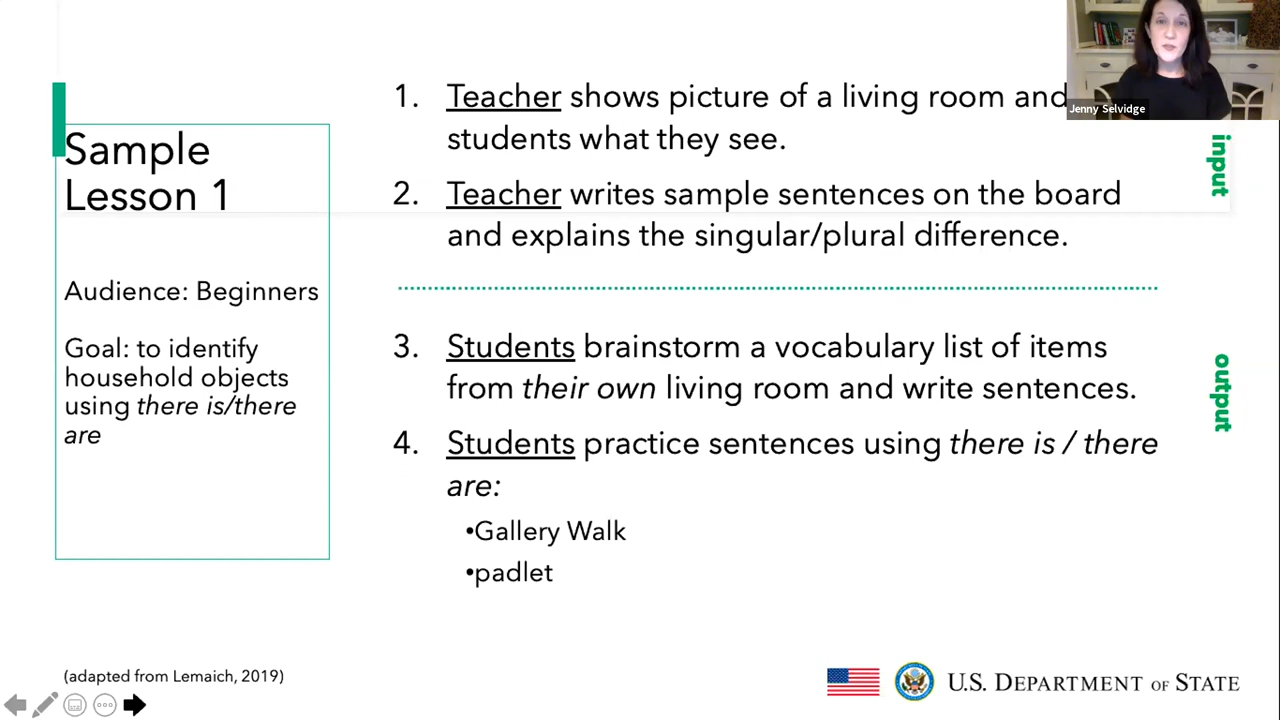 Sample
Lesson 1
Audience: Beginners
Goal: to identify
household objects
using there is/there
are
1. Teacher shows picture of a living room and
students what they see.
2. Teacher writes sample sentences on the board
and explains the singular/plural difference.
input
3. Students brainstorm a vocabulary list of items
from their own living room and write sentences.
4. Students practice sentences using there is / there
are:
•Gallery Walk
•padlet
output
(adapted from Lemaich, 2019)
U.S. DEPARTMENT OF STATE
Jenny Selvidge